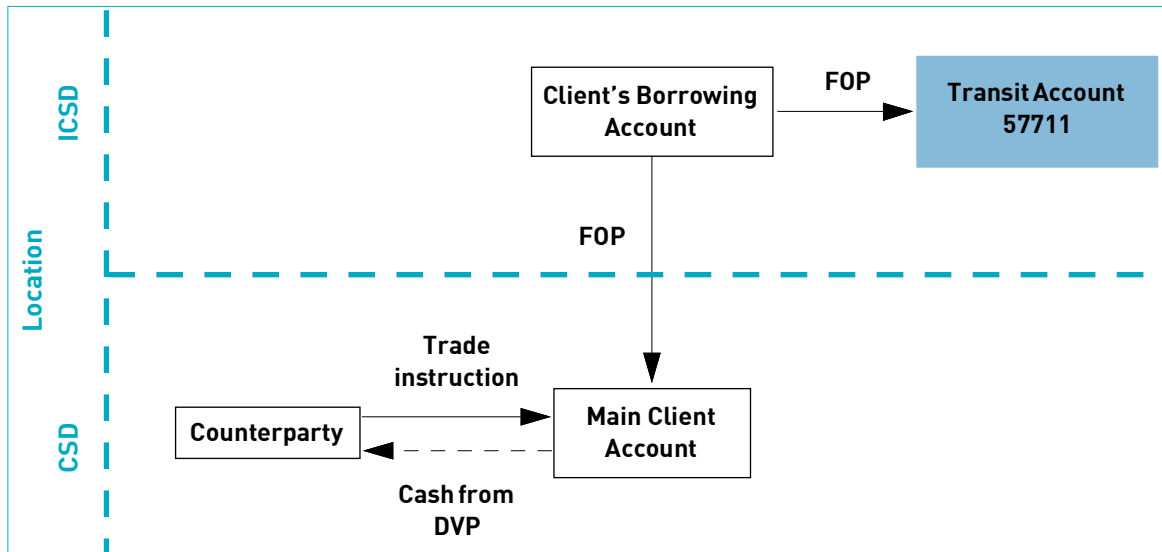 Location
ICSD
Client's Borrowing
Account
FOP
Transit Account
57711
FOP
CSD
Counterparty
Trade
instruction
Cash from
DVP
Main Client
Account